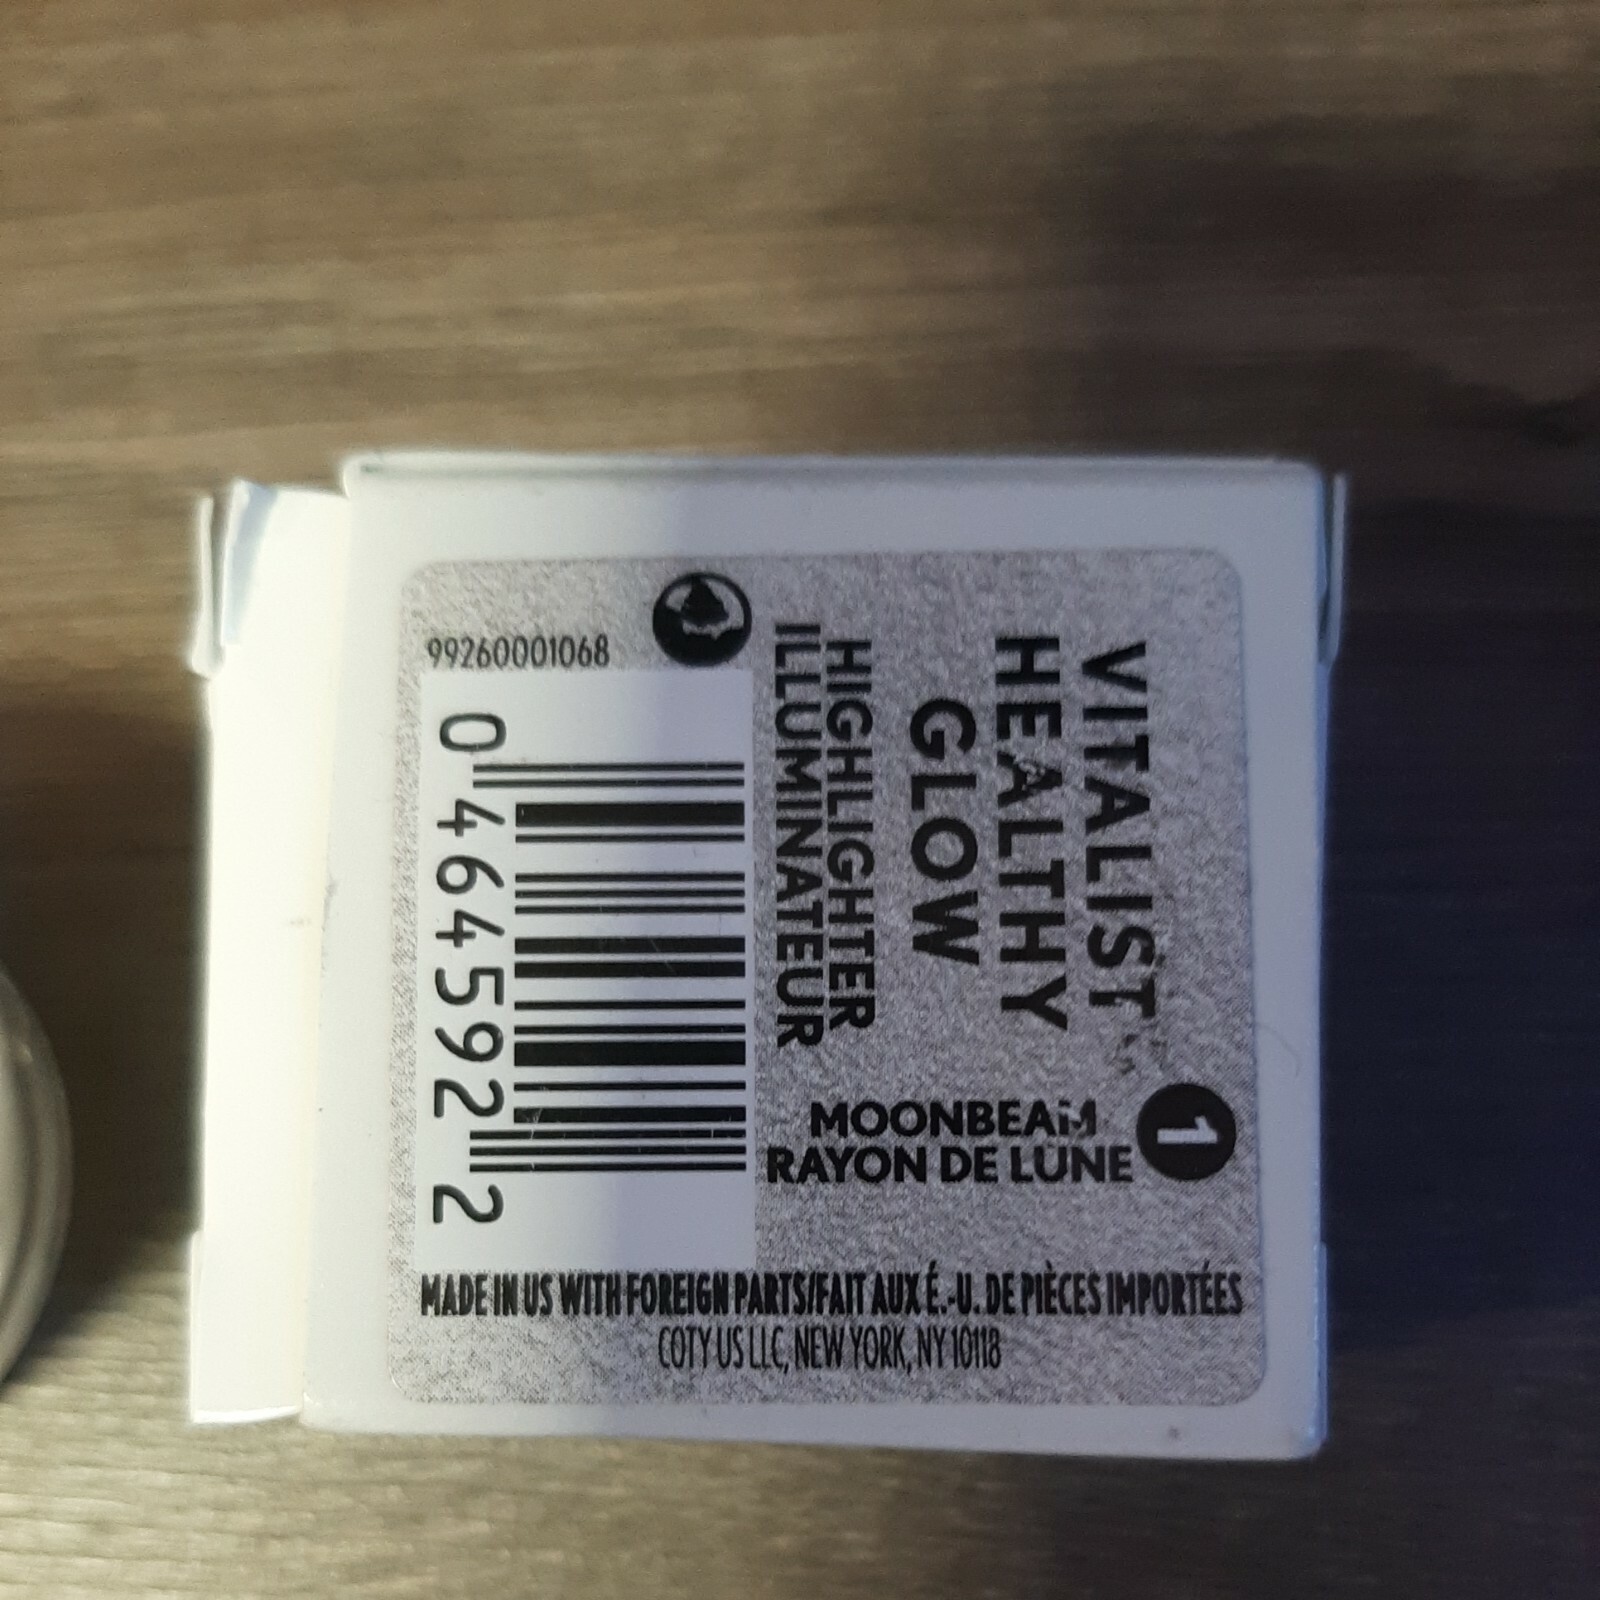 VITALIST
HEALTHY
GLOW
HIGHLIGHTER
ILLUMINATEUR
1
MOONBEAM
RAYON DE LUNE
99260001068
0 464592 2
MADE IN US WITH FOREIGN PARTS/FAIT AUX É.-U. DE PIÈCES IMPORTÉES
COTY US LLC, NEW YORK, NY 10118